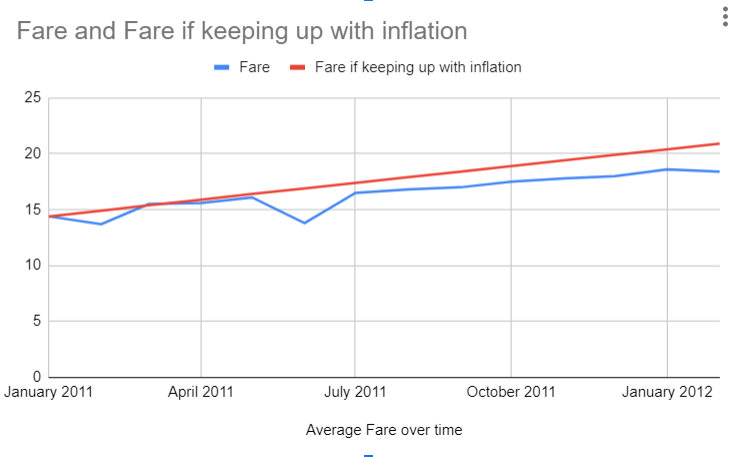 Fare and Fare if keeping up with inflation
Fare Fare if keeping up with inflation
25
20
15
10
5
0
January 2011 April 2011 July 2011 October 2011 January 2012
Average Fare over time